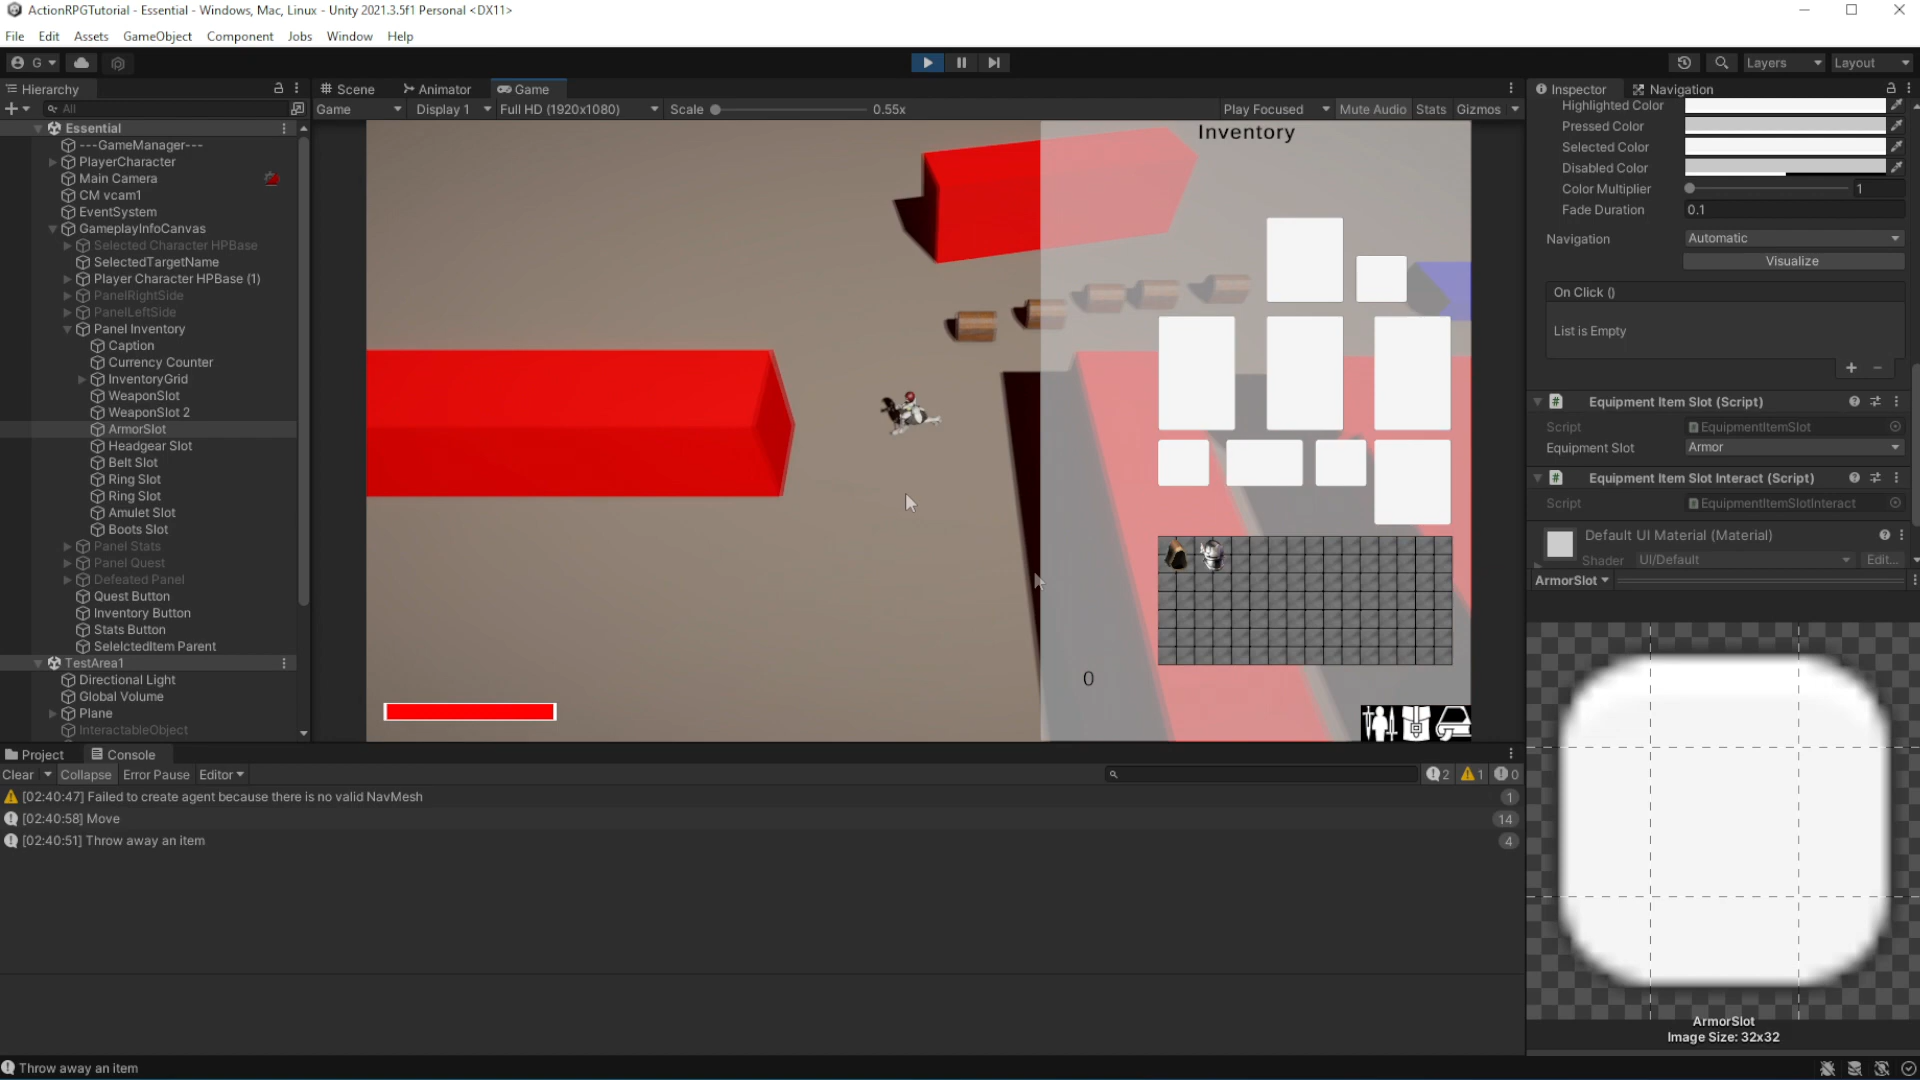 ActionRPGTutorial - Essential - Windows, Mac, Linux - Unity 2021.3.5f1 Personal <DX11>
File Edit Assets GameObject Component Jobs Window Help
G
Layers
Layout
Hierarchy
Scene
Animator
Game
Inspector
Navigation
All
Game
Display 1
Full HD (1920x1080)
Scale
0.55x
Play Focused
Mute Audio
Stats
Gizmos
Essential
---GameManager---
PlayerCharacter
Main Camera
CM vcam1
EventSystem
GameplayInfoCanvas
Selected Character HPBase
SelectedTargetName
Player Character HPBase (1)
PanelRightSide
PanelLeftSide
Panel Inventory
Caption
Currency Counter
InventoryGrid
WeaponSlot
WeaponSlot 2
ArmorSlot
Headgear Slot
Belt Slot
Ring Slot
Ring Slot
Amulet Slot
Boots Slot
Panel Stats
Panel Quest
Defeated Panel
Quest Button
Inventory Button
Stats Button
SelelctedItem Parent
TestArea1
Directional Light
Global Volume
Plane
InteractableObject
Inventory
0
Highlighted Color
Pressed Color
Selected Color
Disabled Color
Color Multiplier
1
Fade Duration
0.1
Navigation
Automatic
Visualize
On Click ()
List is Empty
Equipment Item Slot (Script)
Script
EquipmentItemSlot
Equipment Slot
Armor
Equipment Item Slot Interact (Script)
Script
EquipmentItemSlotInteract
Default UI Material (Material)
Shader
UI/Default
Edit...
ArmorSlot
ArmorSlot
Image Size: 32x32
Project
Console
Clear
Collapse
Error Pause
Editor
2
1
0
[02:40:47] Failed to create agent because there is no valid NavMesh
1
[02:40:58] Move
14
[02:40:51] Throw away an item
4
Throw away an item